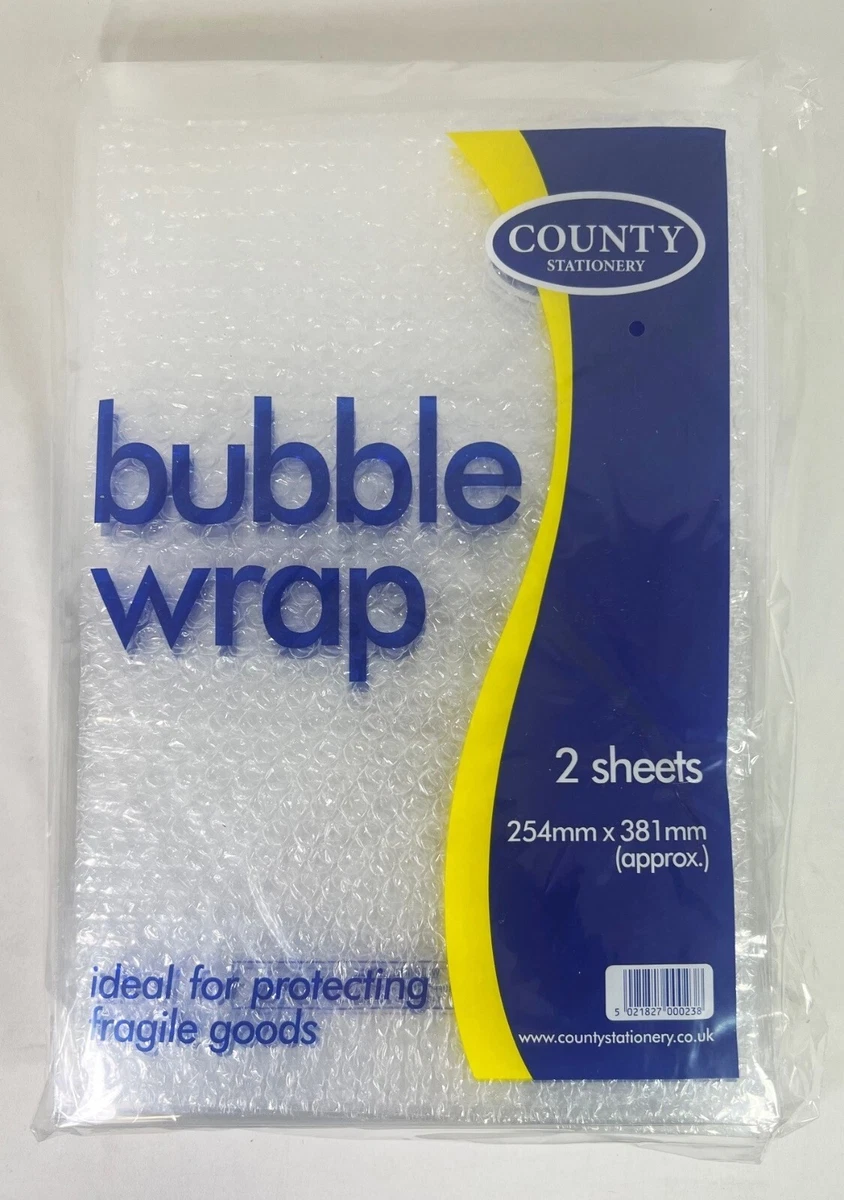 COUNTY
STATIONERY
bubble
wrap
2 sheets
254mm x 381mm
(approx.)
ideal for protecting
fragile goods
5 021827 000238
www.countystationery.co.uk